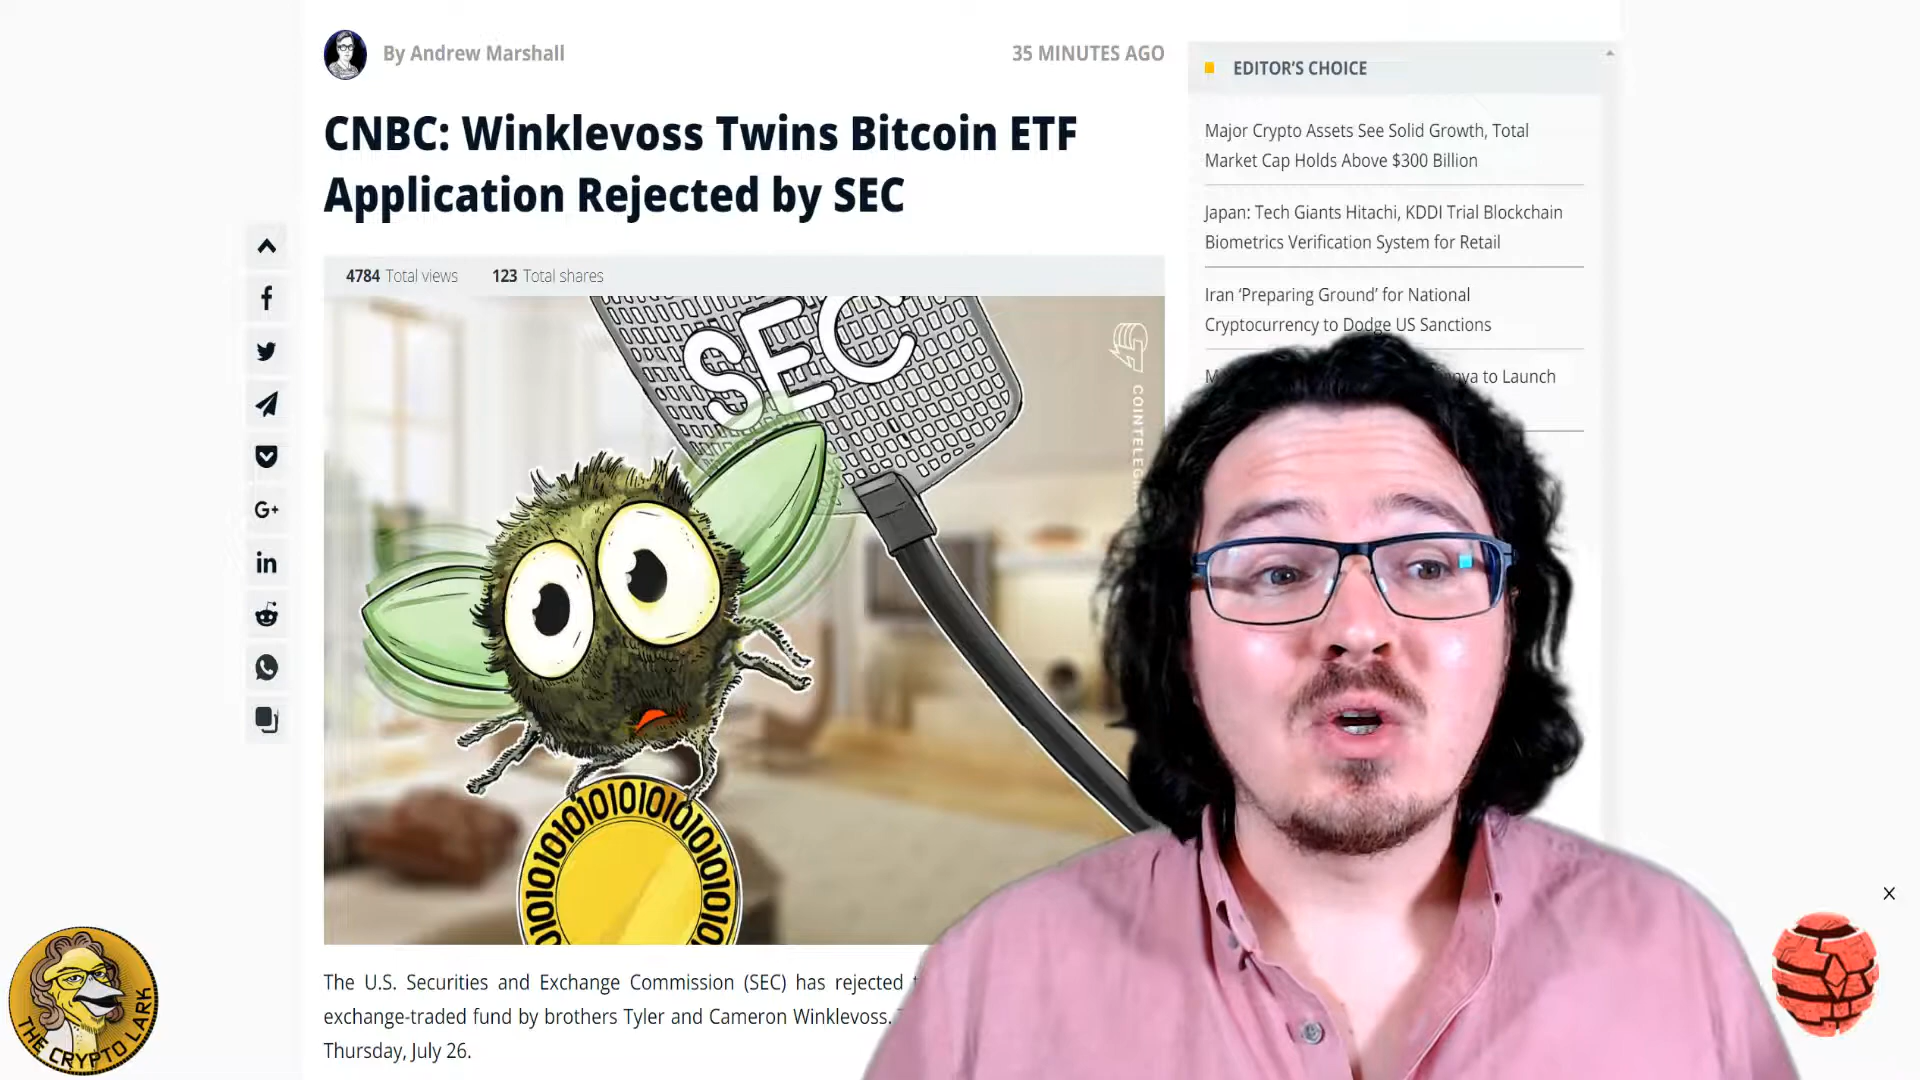 By Andrew Marshall
35 MINUTES AGO
CNBC: Winklevoss Twins Bitcoin ETF
Application Rejected by SEC
4784 Total views 123 Total shares
SEC
COINTELEG
The U.S. Securities and Exchange Commission (SEC) has rejected
exchange-traded fund by brothers Tyler and Cameron Winklevoss.
Thursday, July 26.
EDITOR'S CHOICE
Major Crypto Assets See Solid Growth, Total
Market Cap Holds Above $300 Billion
Japan: Tech Giants Hitachi, KDDI Trial Blockchain
Biometrics Verification System for Retail
Iran ‘Preparing Ground’ for National
Cryptocurrency to Dodge US Sanctions
to Launch
G+
in
THE CRYPTO LARK
X